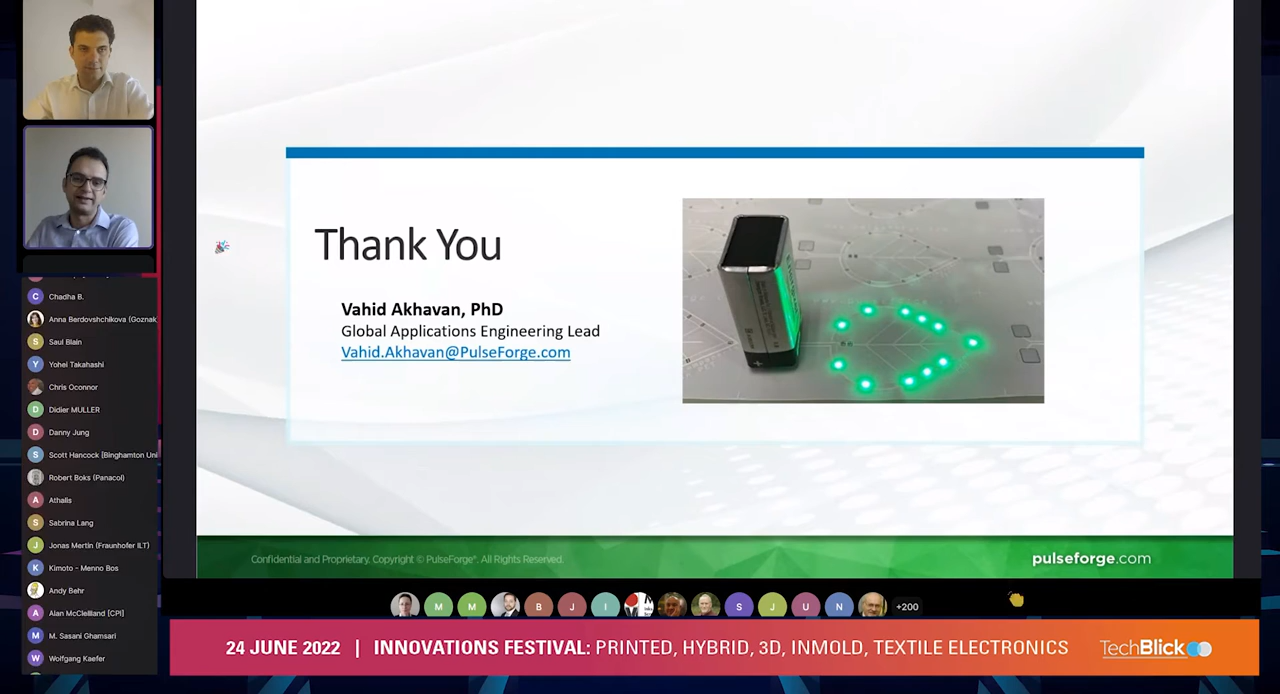 Thank You
Vahid Akhavan, PhD
Global Applications Engineering Lead
Vahid.Akhavan@PulseForge.com
Confidential and Proprietary. Copyright © PulseForge®. All Rights Reserved.
pulseforge.com
C Chadha B.
Anna Berdovshchikova (Goznak
S Saul Blain
Y Yohei Takahashi
Chris Oconnor
D Didier MULLER
D Danny Jung
S Scott Hancock [Binghamton Uni
Robert Boks (Panacol)
A Athalis
S Sabrina Lang
J Jonas Mertin (Fraunhofer ILT)
K Kimoto - Menno Bos
Andy Behr
A Alan McClelland [CPI]
M M. Sasani Ghamsari
W Wolfgang Kaefer
M M B J I S J U N +200
24 JUNE 2022 | INNOVATIONS FESTIVAL: PRINTED, HYBRID, 3D, INMOLD, TEXTILE ELECTRONICS
TechBlick